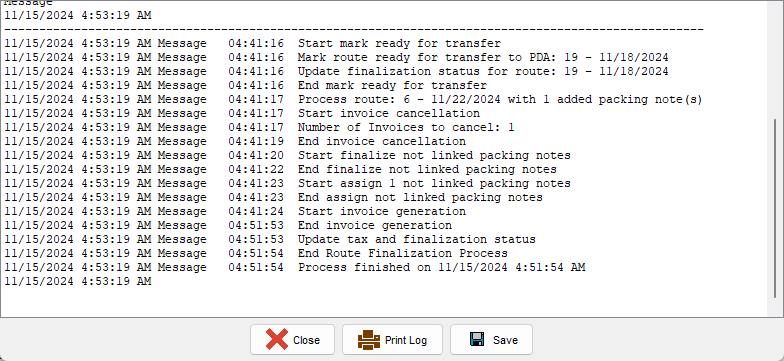 Message
11/15/2024 4:53:19 AM
--------------------------------------------------------------------------------
11/15/2024 4:53:19 AM Message 04:41:16 Start mark ready for transfer
11/15/2024 4:53:19 AM Message 04:41:16 Mark route ready for transfer to PDA: 19 - 11/18/2024
11/15/2024 4:53:19 AM Message 04:41:16 Update finalization status for route: 19 - 11/18/2024
11/15/2024 4:53:19 AM Message 04:41:16 End mark ready for transfer
11/15/2024 4:53:19 AM Message 04:41:17 Process route: 6 - 11/22/2024 with 1 added packing note(s)
11/15/2024 4:53:19 AM Message 04:41:17 Start invoice cancellation
11/15/2024 4:53:19 AM Message 04:41:17 Number of Invoices to cancel: 1
11/15/2024 4:53:19 AM Message 04:41:19 End invoice cancellation
11/15/2024 4:53:19 AM Message 04:41:20 Start finalize not linked packing notes
11/15/2024 4:53:19 AM Message 04:41:22 End finalize not linked packing notes
11/15/2024 4:53:19 AM Message 04:41:23 Start assign 1 not linked packing notes
11/15/2024 4:53:19 AM Message 04:41:23 End assign not linked packing notes
11/15/2024 4:53:19 AM Message 04:41:24 Start invoice generation
11/15/2024 4:53:19 AM Message 04:51:53 End invoice generation
11/15/2024 4:53:19 AM Message 04:51:53 Update tax and finalization status
11/15/2024 4:53:19 AM Message 04:51:54 End Route Finalization Process
11/15/2024 4:53:19 AM Message 04:51:54 Process finished on 11/15/2024 4:51:54 AM
11/15/2024 4:53:19 AM
Close Print Log Save